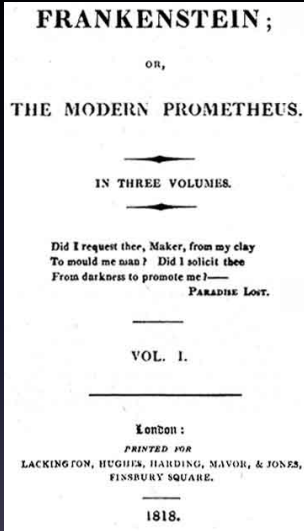 FRANKENSTEIN;
OR,
THE MODERN PROMETHEUS.
IN THREE VOLUMES.
Did I request thee, Maker, from my clay
To mould me man? Did I solicit thee
From darkness to promote me?——
PARADISE LOST.
VOL. I.
London:
PRINTED FOR
LACKINGTON, HUGHES, HARDING, MAVOR, & JONES,
FINSBURY SQUARE.
1818.